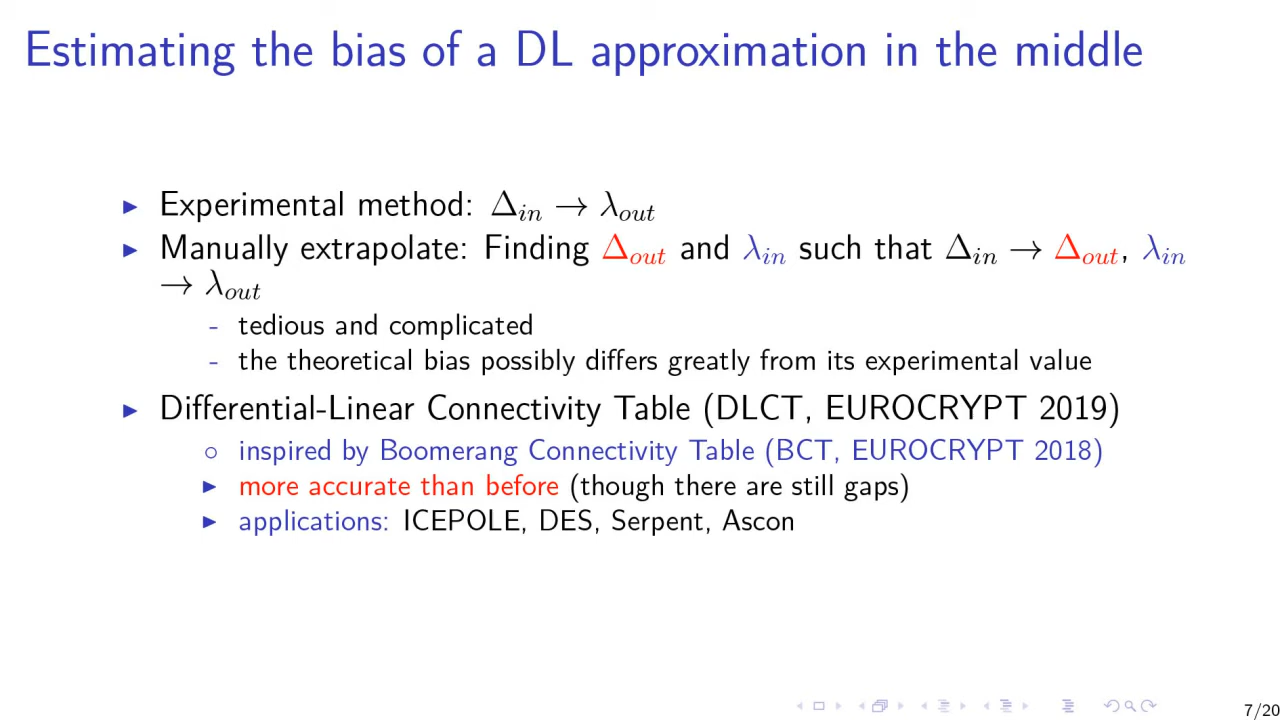 Estimating the bias of a DL approximation in the middle
▶ Experimental method: Δ_in → λ_out
▶ Manually extrapolate: Finding Δ_out and λ_in such that Δ_in → Δ_out, λ_in
→ λ_out
- tedious and complicated
- the theoretical bias possibly differs greatly from its experimental value
▶ Differential-Linear Connectivity Table (DLCT, EUROCRYPT 2019)
○ inspired by Boomerang Connectivity Table (BCT, EUROCRYPT 2018)
▶ more accurate than before (though there are still gaps)
▶ applications: ICEPOLE, DES, Serpent, Ascon
7/20